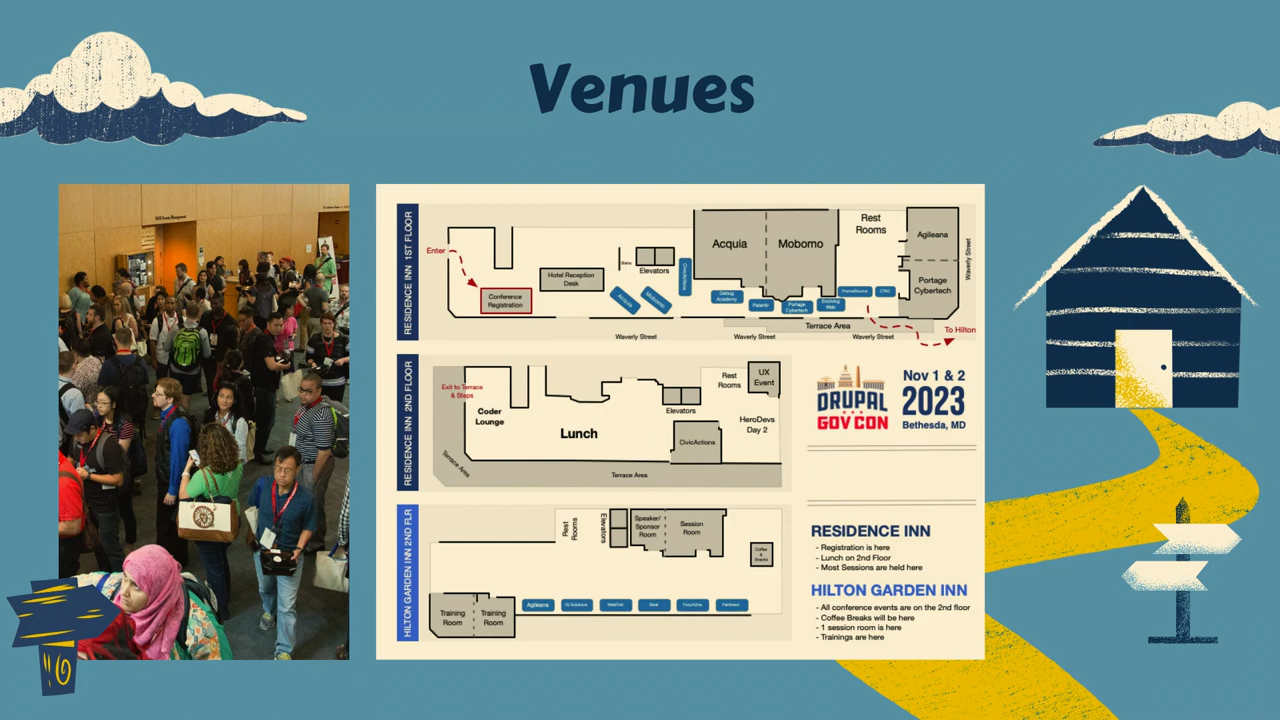 Venues
RESIDENCE INN 1ST FLOOR
Enter
Conference
Registration
Hotel Reception
Desk
Stairs
Elevators
Acquia
Mobomo
CivicActions
Acquia
Mobomo
Rest
Rooms
Agileana
Portage
Cybertech
Debug
Academy
Palantir
Portage
Cybertech
Evolving
Web
Terrace Area
Waverly Street
Waverly Street
Waverly Street
Waverly Street
To Hilton
RESIDENCE INN 2ND FLOOR
Exit to Terrace
& Steps
Coder
Lounge
Lunch
Elevators
Rest
Rooms
UX
Event
HeroDevs
Day 2
CivicActions
Terrace Area
Terrace Area
DRUPAL
GOVCON
Nov 1 & 2
2023
Bethesda, MD
HILTON GARDEN INN 2ND FLR
Rest
Rooms
Elevators
Speaker/
Sponsor
Room
Session
Room
Coffee
&
Snacks
Training
Room
Training
Room
Agileana
RESIDENCE INN
- Registration is here
- Lunch on 2nd Floor
- Most Sessions are held here
HILTON GARDEN INN
- All conference events are on the 2nd floor
- Coffee Breaks will be here
- 1 session room is here
- Trainings are here